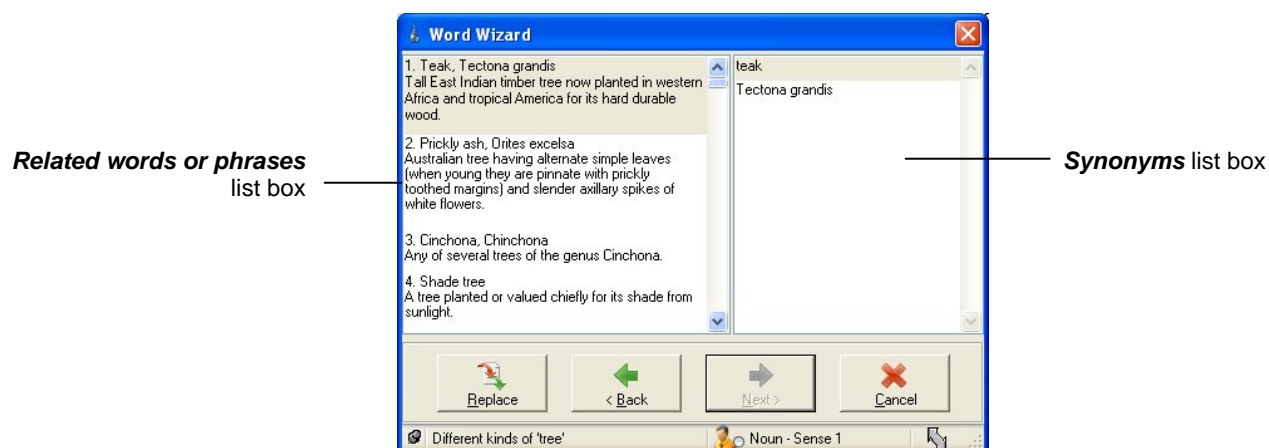 Word Wizard
1. Teak, Tectona grandis
Tall East Indian timber tree now planted in western
Africa and tropical America for its hard durable
wood.
2. Prickly ash, Orites excelsa
Australian tree having alternate simple leaves
(when young they are pinnate with prickly
toothed margins) and slender axillary spikes of
white flowers.
3. Cinchona, Chinchona
Any of several trees of the genus Cinchona.
4. Shade tree
A tree planted or valued chiefly for its shade from
sunlight.
teak
Tectona grandis
Related words or phrases
list box
Synonyms list box
Replace
< Back
Next >
Cancel
Different kinds of 'tree'
Noun - Sense 1